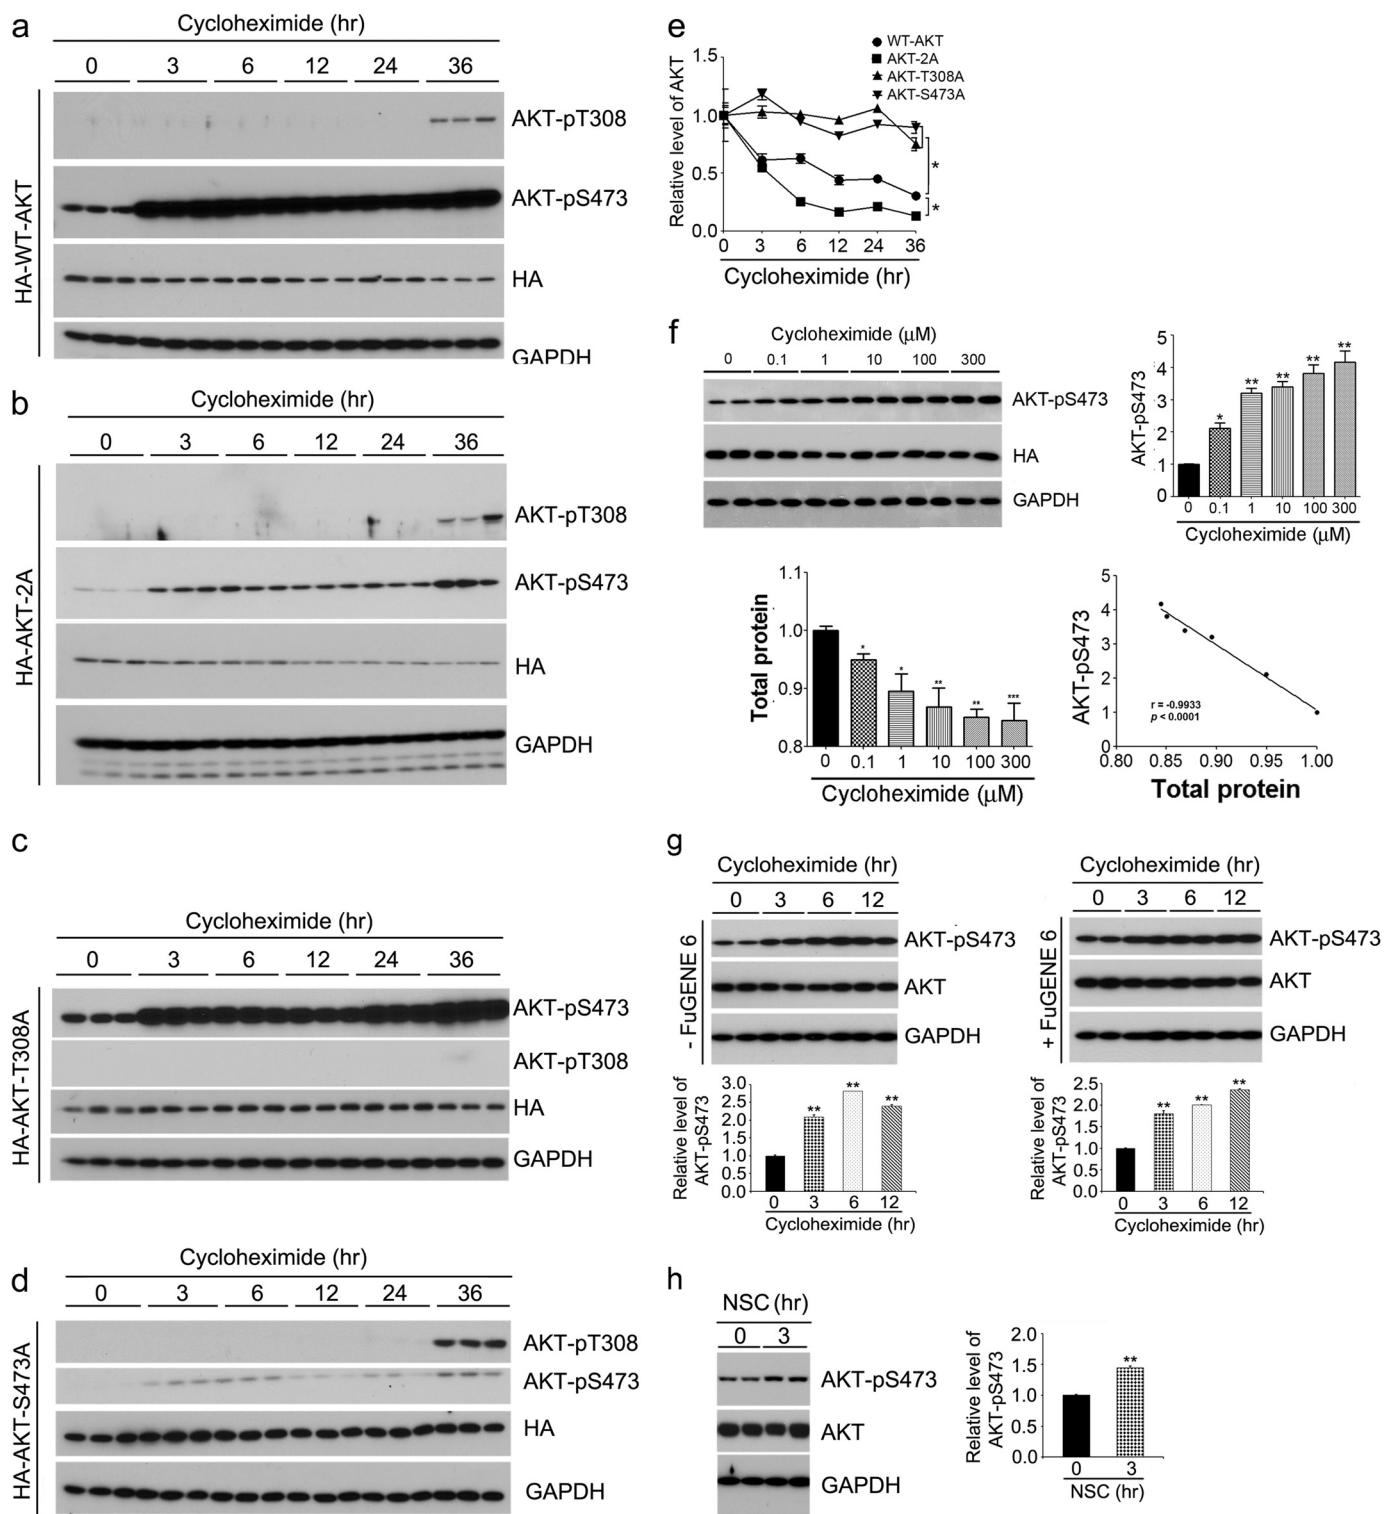 a
Cycloheximide (hr)
0 3 6 12 24 36
HA-WT-AKT
AKT-pT308
AKT-pS473
HA
GAPDH
b
Cycloheximide (hr)
0 3 6 12 24 36
HA-AKT-2A
AKT-pT308
AKT-pS473
HA
GAPDH
c
Cycloheximide (hr)
0 3 6 12 24 36
HA-AKT-T308A
AKT-pS473
AKT-pT308
HA
GAPDH
d
Cycloheximide (hr)
0 3 6 12 24 36
HA-AKT-S473A
AKT-pT308
AKT-pS473
HA
GAPDH
e
WT-AKT
AKT-2A
AKT-T308A
AKT-S473A
Relative level of AKT
1.5
1.0
0.5
0.0
*
*
0 3 6 12 24 36
Cycloheximide (hr)
f
Cycloheximide (µM)
0 0.1 1 10 100 300
AKT-pS473
HA
GAPDH
AKT-pS473
5
4
3
2
1
0
* ** ** ** **
0 0.1 1 10 100 300
Cycloheximide (µM)
Total protein
1.1
1.0
0.9
0.8
* * ** ** ***
0 0.1 1 10 100 300
Cycloheximide (µM)
AKT-pS473
5
4
3
2
1
0
r = -0.9933
p < 0.0001
0.80 0.85 0.90 0.95 1.00
Total protein
g
Cycloheximide (hr)
0 3 6 12
- FuGENE 6
AKT-pS473
AKT
GAPDH
Relative level of
AKT-pS473
3.0
2.5
2.0
1.5
1.0
0.5
0.0
** ** **
0 3 6 12
Cycloheximide (hr)
Cycloheximide (hr)
0 3 6 12
+ FuGENE 6
AKT-pS473
AKT
GAPDH
Relative level of
AKT-pS473
2.5
2.0
1.5
1.0
0.5
0.0
** ** **
0 3 6 12
Cycloheximide (hr)
h
NSC (hr)
0 3
AKT-pS473
AKT
GAPDH
Relative level of
AKT-pS473
2.0
1.5
1.0
0.5
0.0
**
0 3
NSC (hr)